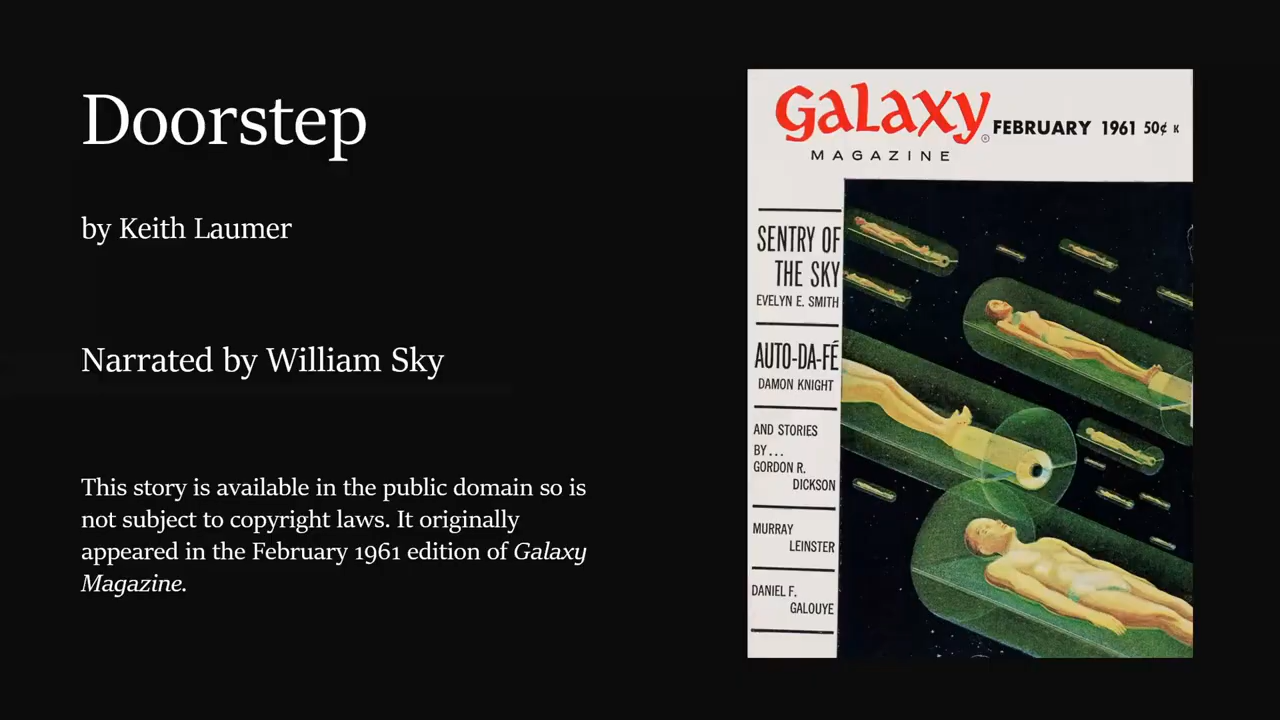 Doorstep
by Keith Laumer
Narrated by William Sky
This story is available in the public domain so is
not subject to copyright laws. It originally
appeared in the February 1961 edition of Galaxy
Magazine.
GaLaxy®
FEBRUARY 1961 50¢ K
MAGAZINE
SENTRY OF
THE SKY
EVELYN E. SMITH
AUTO-DA-FÉ
DAMON KNIGHT
AND STORIES
BY...
GORDON R.
DICKSON
MURRAY
LEINSTER
DANIEL F.
GALOUYE